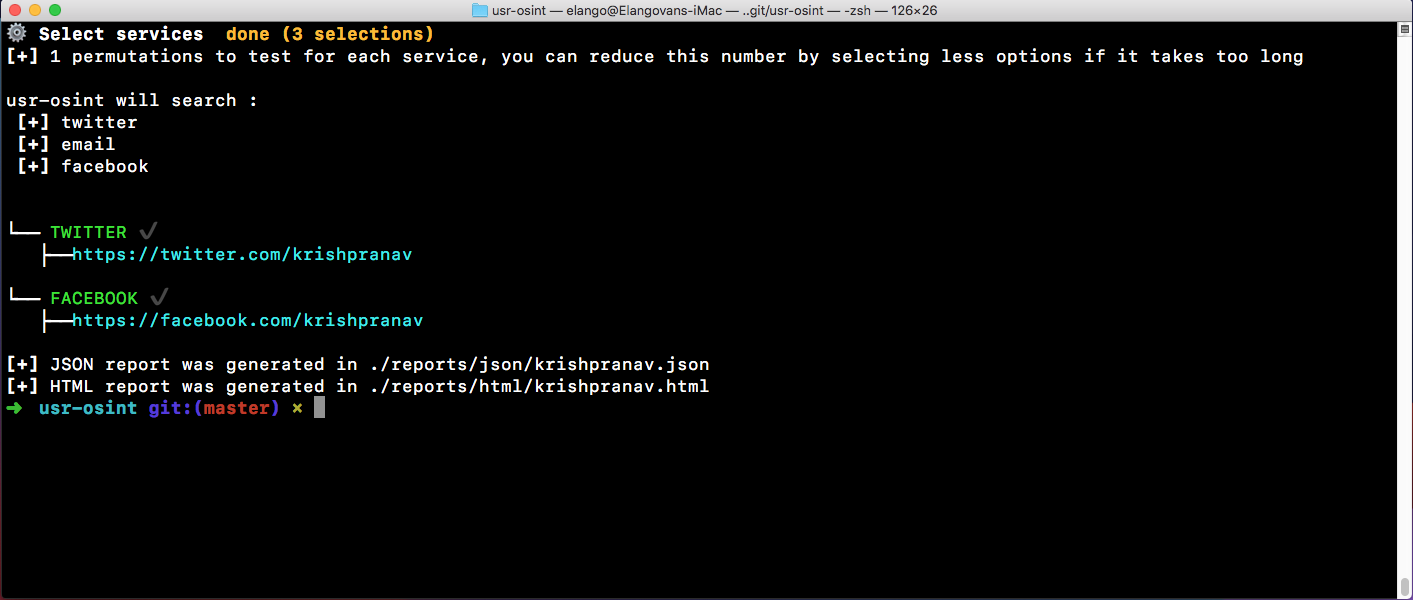 usr-osint — elango@Elangovans-iMac — ..git/usr-osint — -zsh — 126×26
Select services  done (3 selections)
[+] 1 permutations to test for each service, you can reduce this number by selecting less options if it takes too long
usr-osint will search :
[+] twitter
[+] email
[+] facebook
└── TWITTER ✔
├──https://twitter.com/krishpranav
└── FACEBOOK ✔
├──https://facebook.com/krishpranav
[+] JSON report was generated in ./reports/json/krishpranav.json
[+] HTML report was generated in ./reports/html/krishpranav.html
➜ usr-osint git:(master) ×